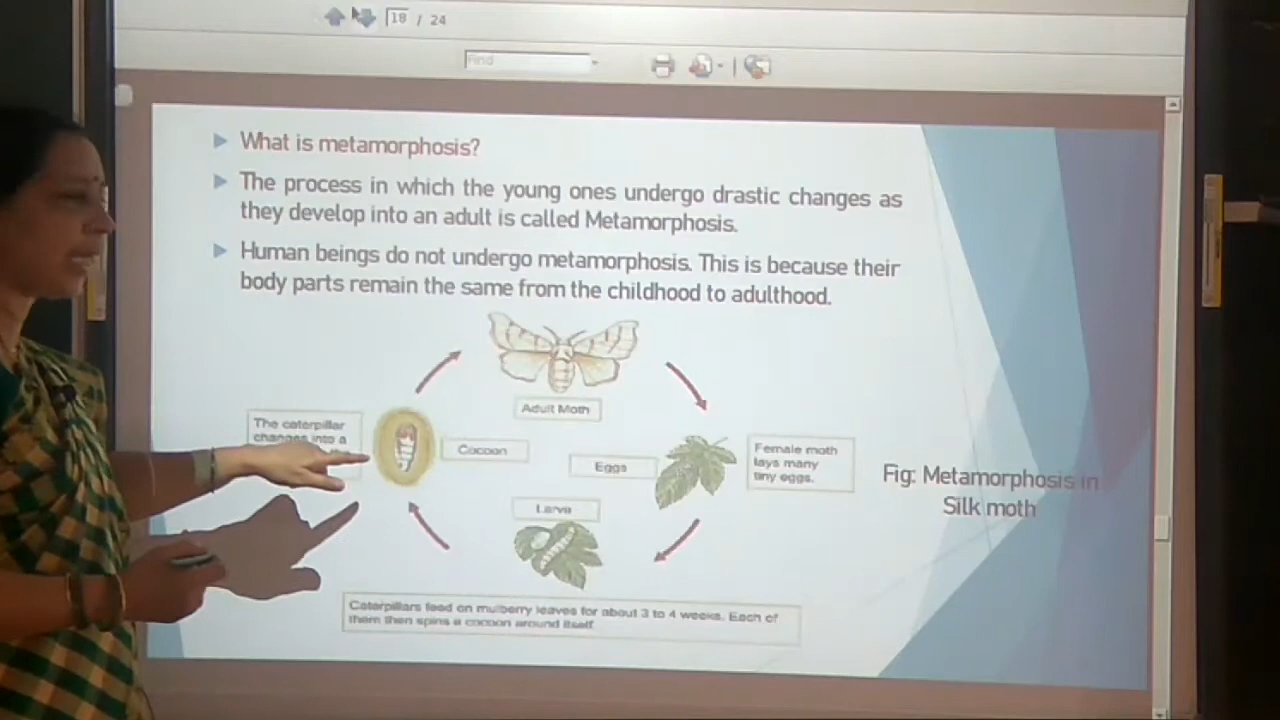 18 / 24
Find
What is metamorphosis?
The process in which the young ones undergo drastic changes as
they develop into an adult is called Metamorphosis.
Human beings do not undergo metamorphosis. This is because their
body parts remain the same from the childhood to adulthood.
Adult Moth
The caterpillar
changes into a
Cocoon
Eggs
Female moth
lays many
tiny eggs.
Fig: Metamorphosis in
Silk moth
Larva
Caterpillars feed on mulberry leaves for about 3 to 4 weeks. Each of
them then spins a cocoon around itself.